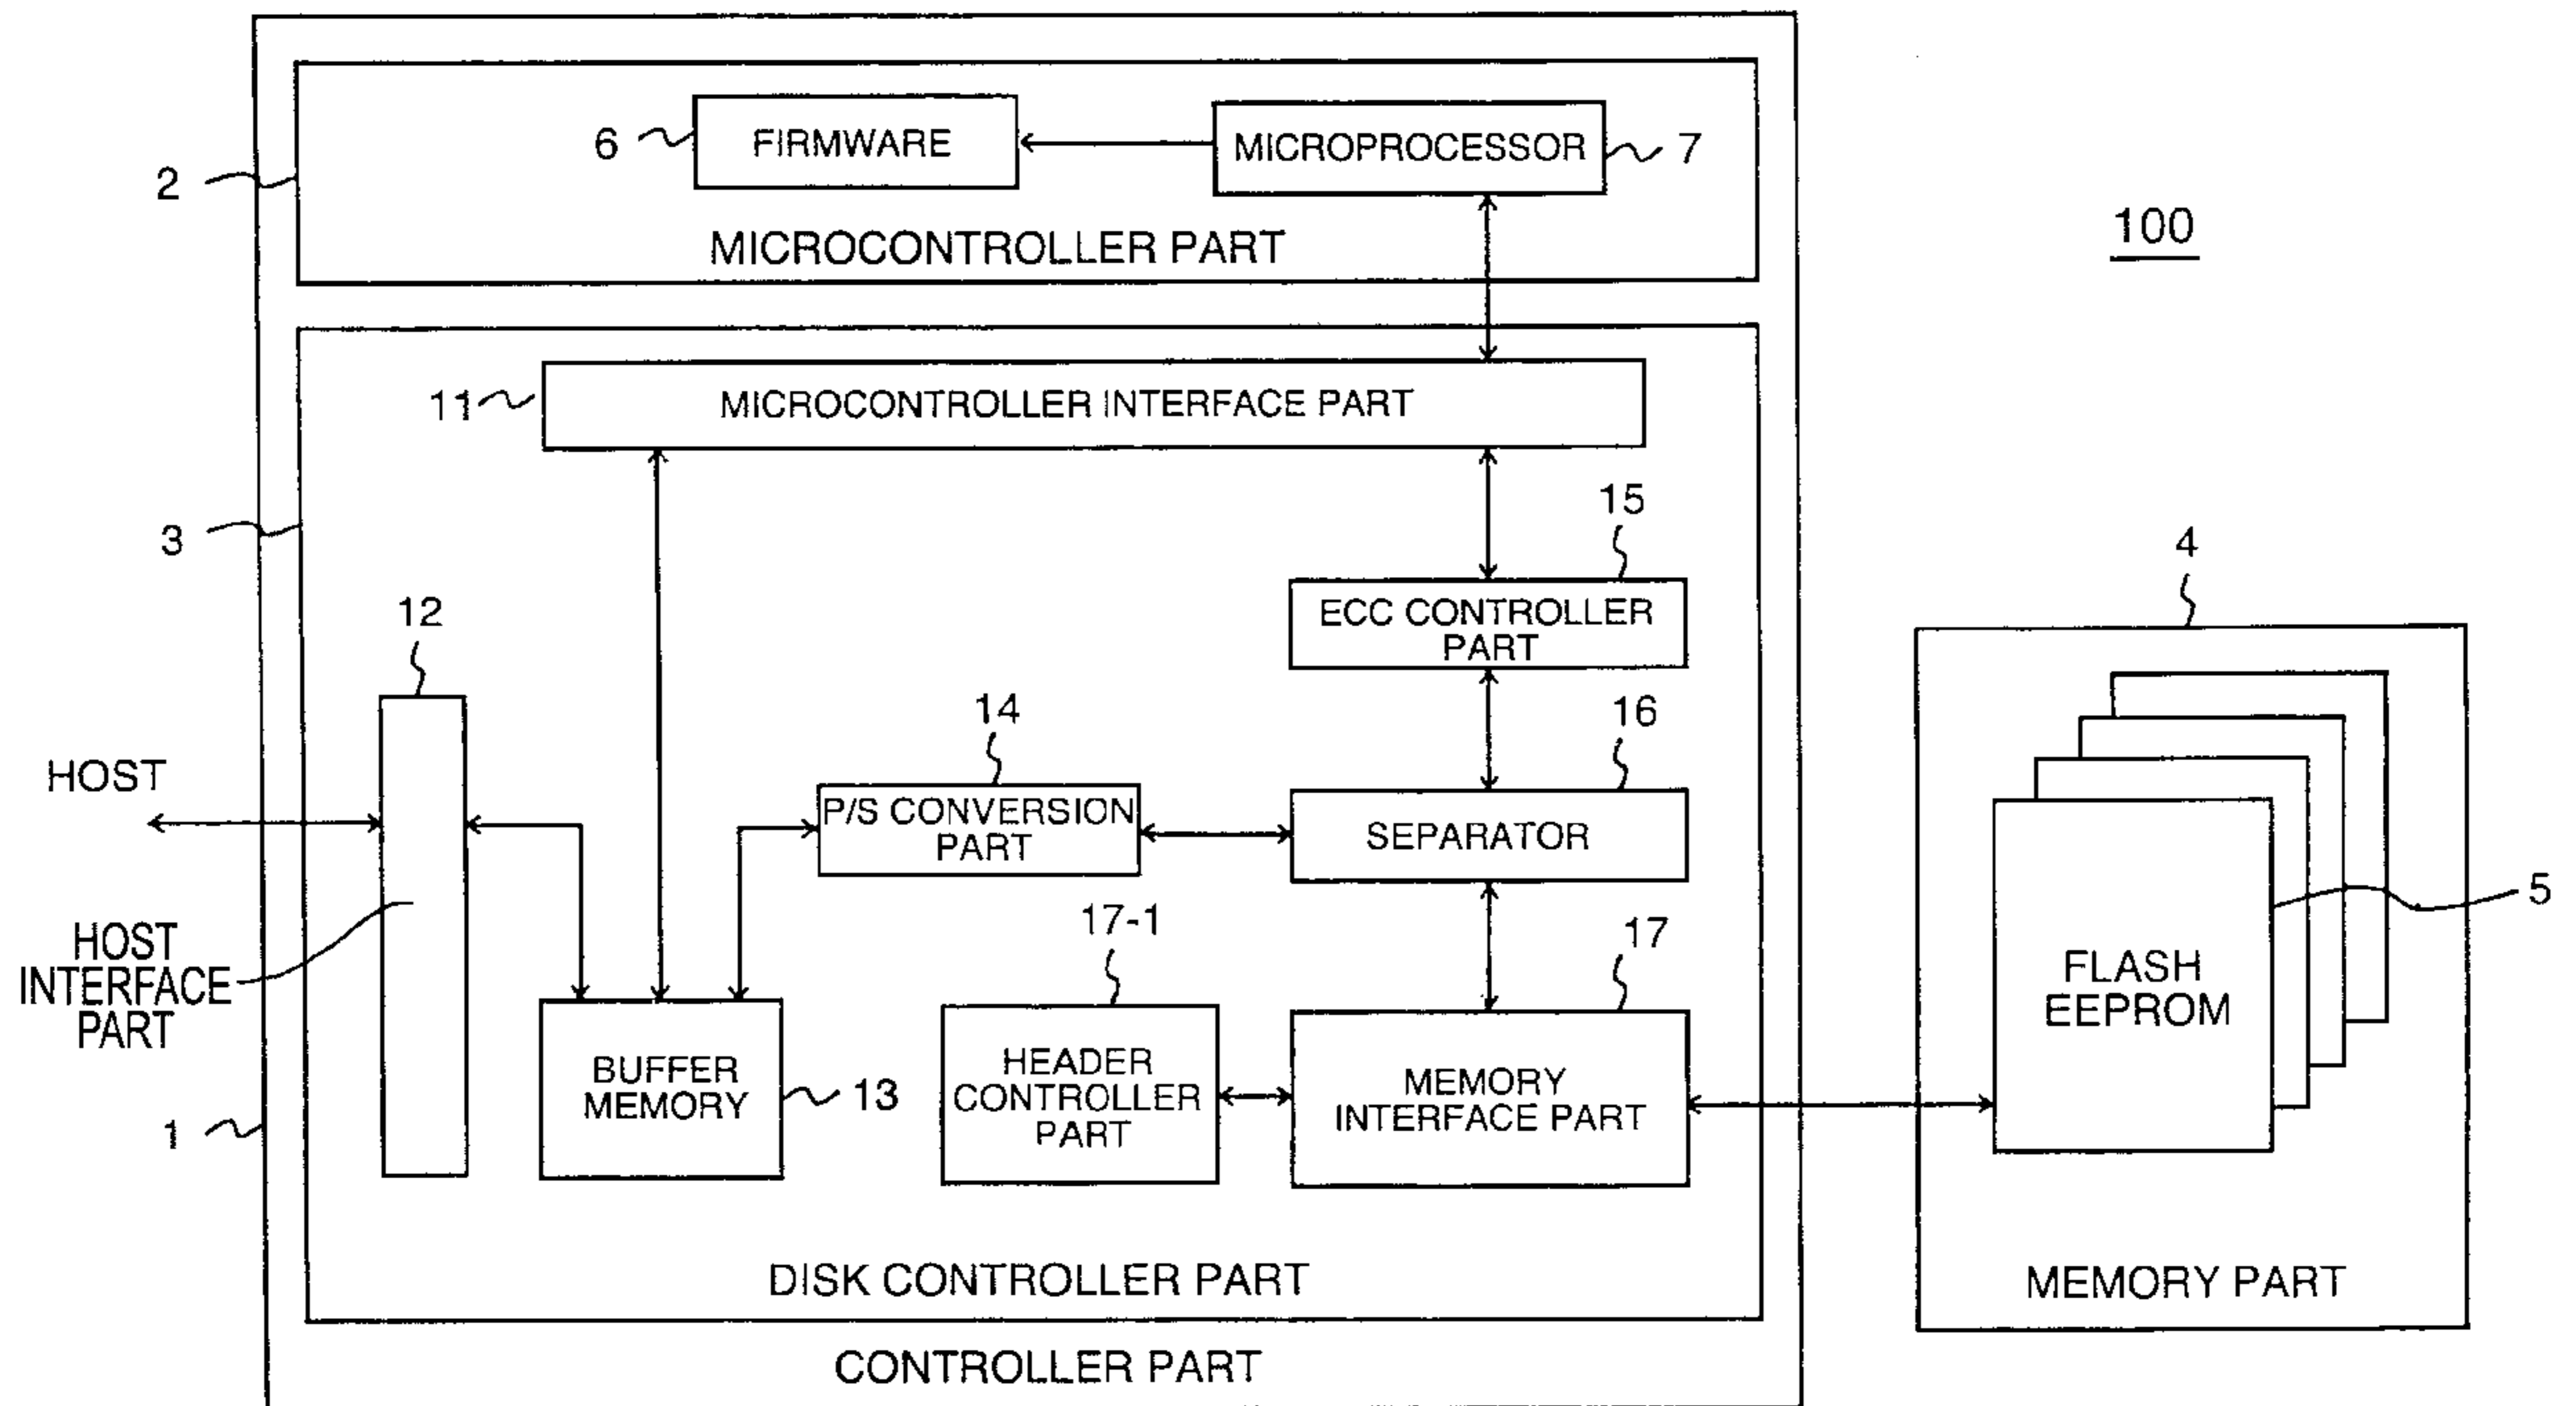 6
FIRMWARE
MICROPROCESSOR
7
2
MICROCONTROLLER PART
100
11
MICROCONTROLLER INTERFACE PART
3
15
ECC CONTROLLER
PART
4
12
14
16
HOST
P/S CONVERSION
PART
SEPARATOR
5
HOST
INTERFACE
PART
17-1
17
FLASH
EEPROM
BUFFER
MEMORY
13
HEADER
CONTROLLER
PART
MEMORY
INTERFACE PART
1
DISK CONTROLLER PART
MEMORY PART
CONTROLLER PART